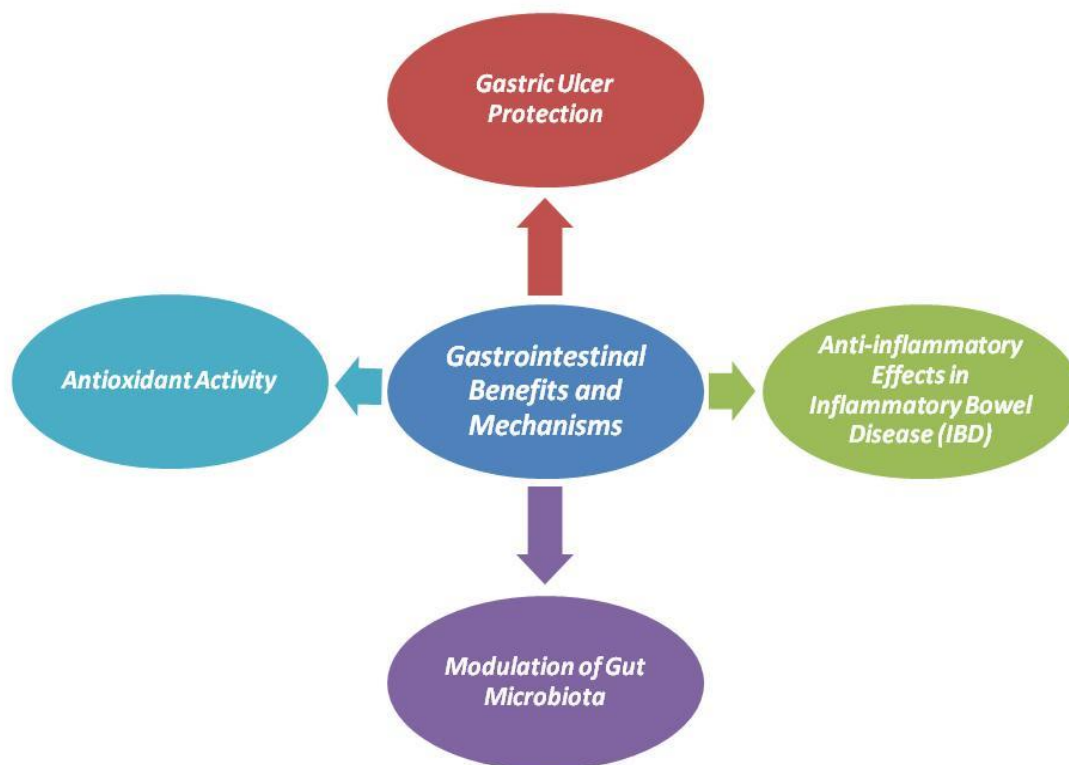 Gastric Ulcer
Protection
Antioxidant Activity
Gastrointestinal
Benefits and
Mechanisms
Anti-inflammatory
Effects in
Inflammatory Bowel
Disease (IBD)
Modulation of Gut
Microbiota